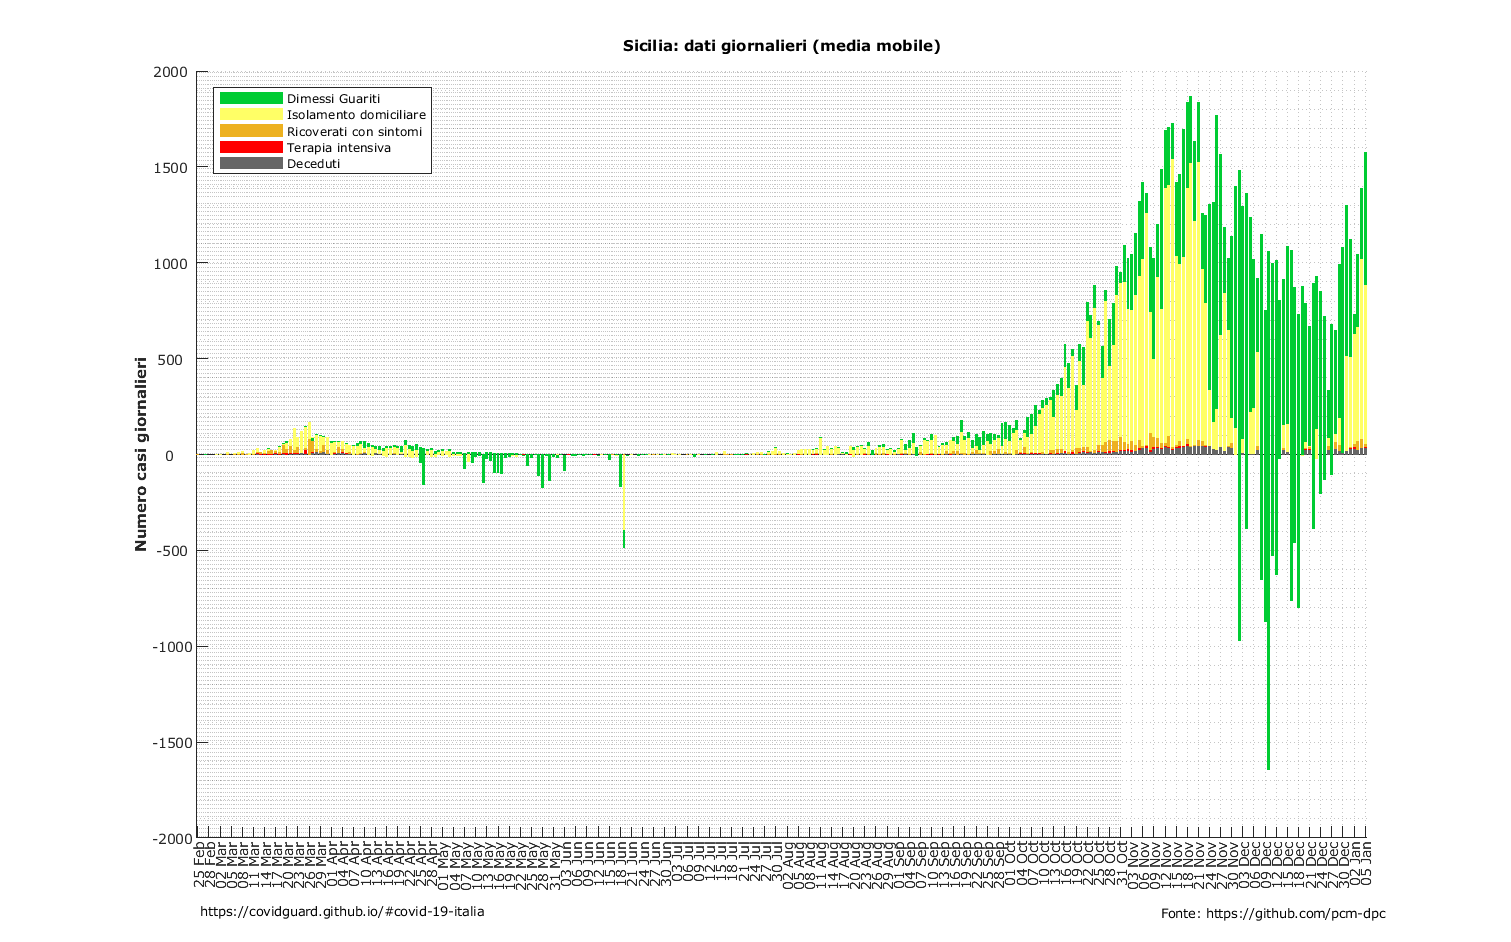 Sicilia: dati giornalieri (media mobile)
Dimessi Guariti
Isolamento domiciliare
Ricoverati con sintomi
Terapia intensiva
Deceduti
Numero casi giornalieri
2000
1500
1000
500
0
-500
-1000
-1500
-2000
25 Feb
28 Feb
02 Mar
05 Mar
08 Mar
11 Mar
14 Mar
17 Mar
20 Mar
23 Mar
26 Mar
29 Mar
01 Apr
04 Apr
07 Apr
10 Apr
13 Apr
16 Apr
19 Apr
22 Apr
25 Apr
28 Apr
01 May
04 May
07 May
10 May
13 May
16 May
19 May
22 May
25 May
28 May
31 May
03 Jun
06 Jun
09 Jun
12 Jun
15 Jun
18 Jun
21 Jun
24 Jun
27 Jun
30 Jun
03 Jul
06 Jul
09 Jul
12 Jul
15 Jul
18 Jul
21 Jul
24 Jul
27 Jul
30 Jul
02 Aug
05 Aug
08 Aug
11 Aug
14 Aug
17 Aug
20 Aug
23 Aug
26 Aug
29 Aug
01 Sep
04 Sep
07 Sep
10 Sep
13 Sep
16 Sep
19 Sep
22 Sep
25 Sep
28 Sep
01 Oct
04 Oct
07 Oct
10 Oct
13 Oct
16 Oct
19 Oct
22 Oct
25 Oct
28 Oct
31 Oct
03 Nov
06 Nov
09 Nov
12 Nov
15 Nov
18 Nov
21 Nov
24 Nov
27 Nov
30 Nov
03 Dec
06 Dec
09 Dec
12 Dec
15 Dec
18 Dec
21 Dec
24 Dec
27 Dec
30 Dec
02 Jan
05 Jan
https://covidguard.github.io/#covid-19-italia
Fonte: https://github.com/pcm-dpc